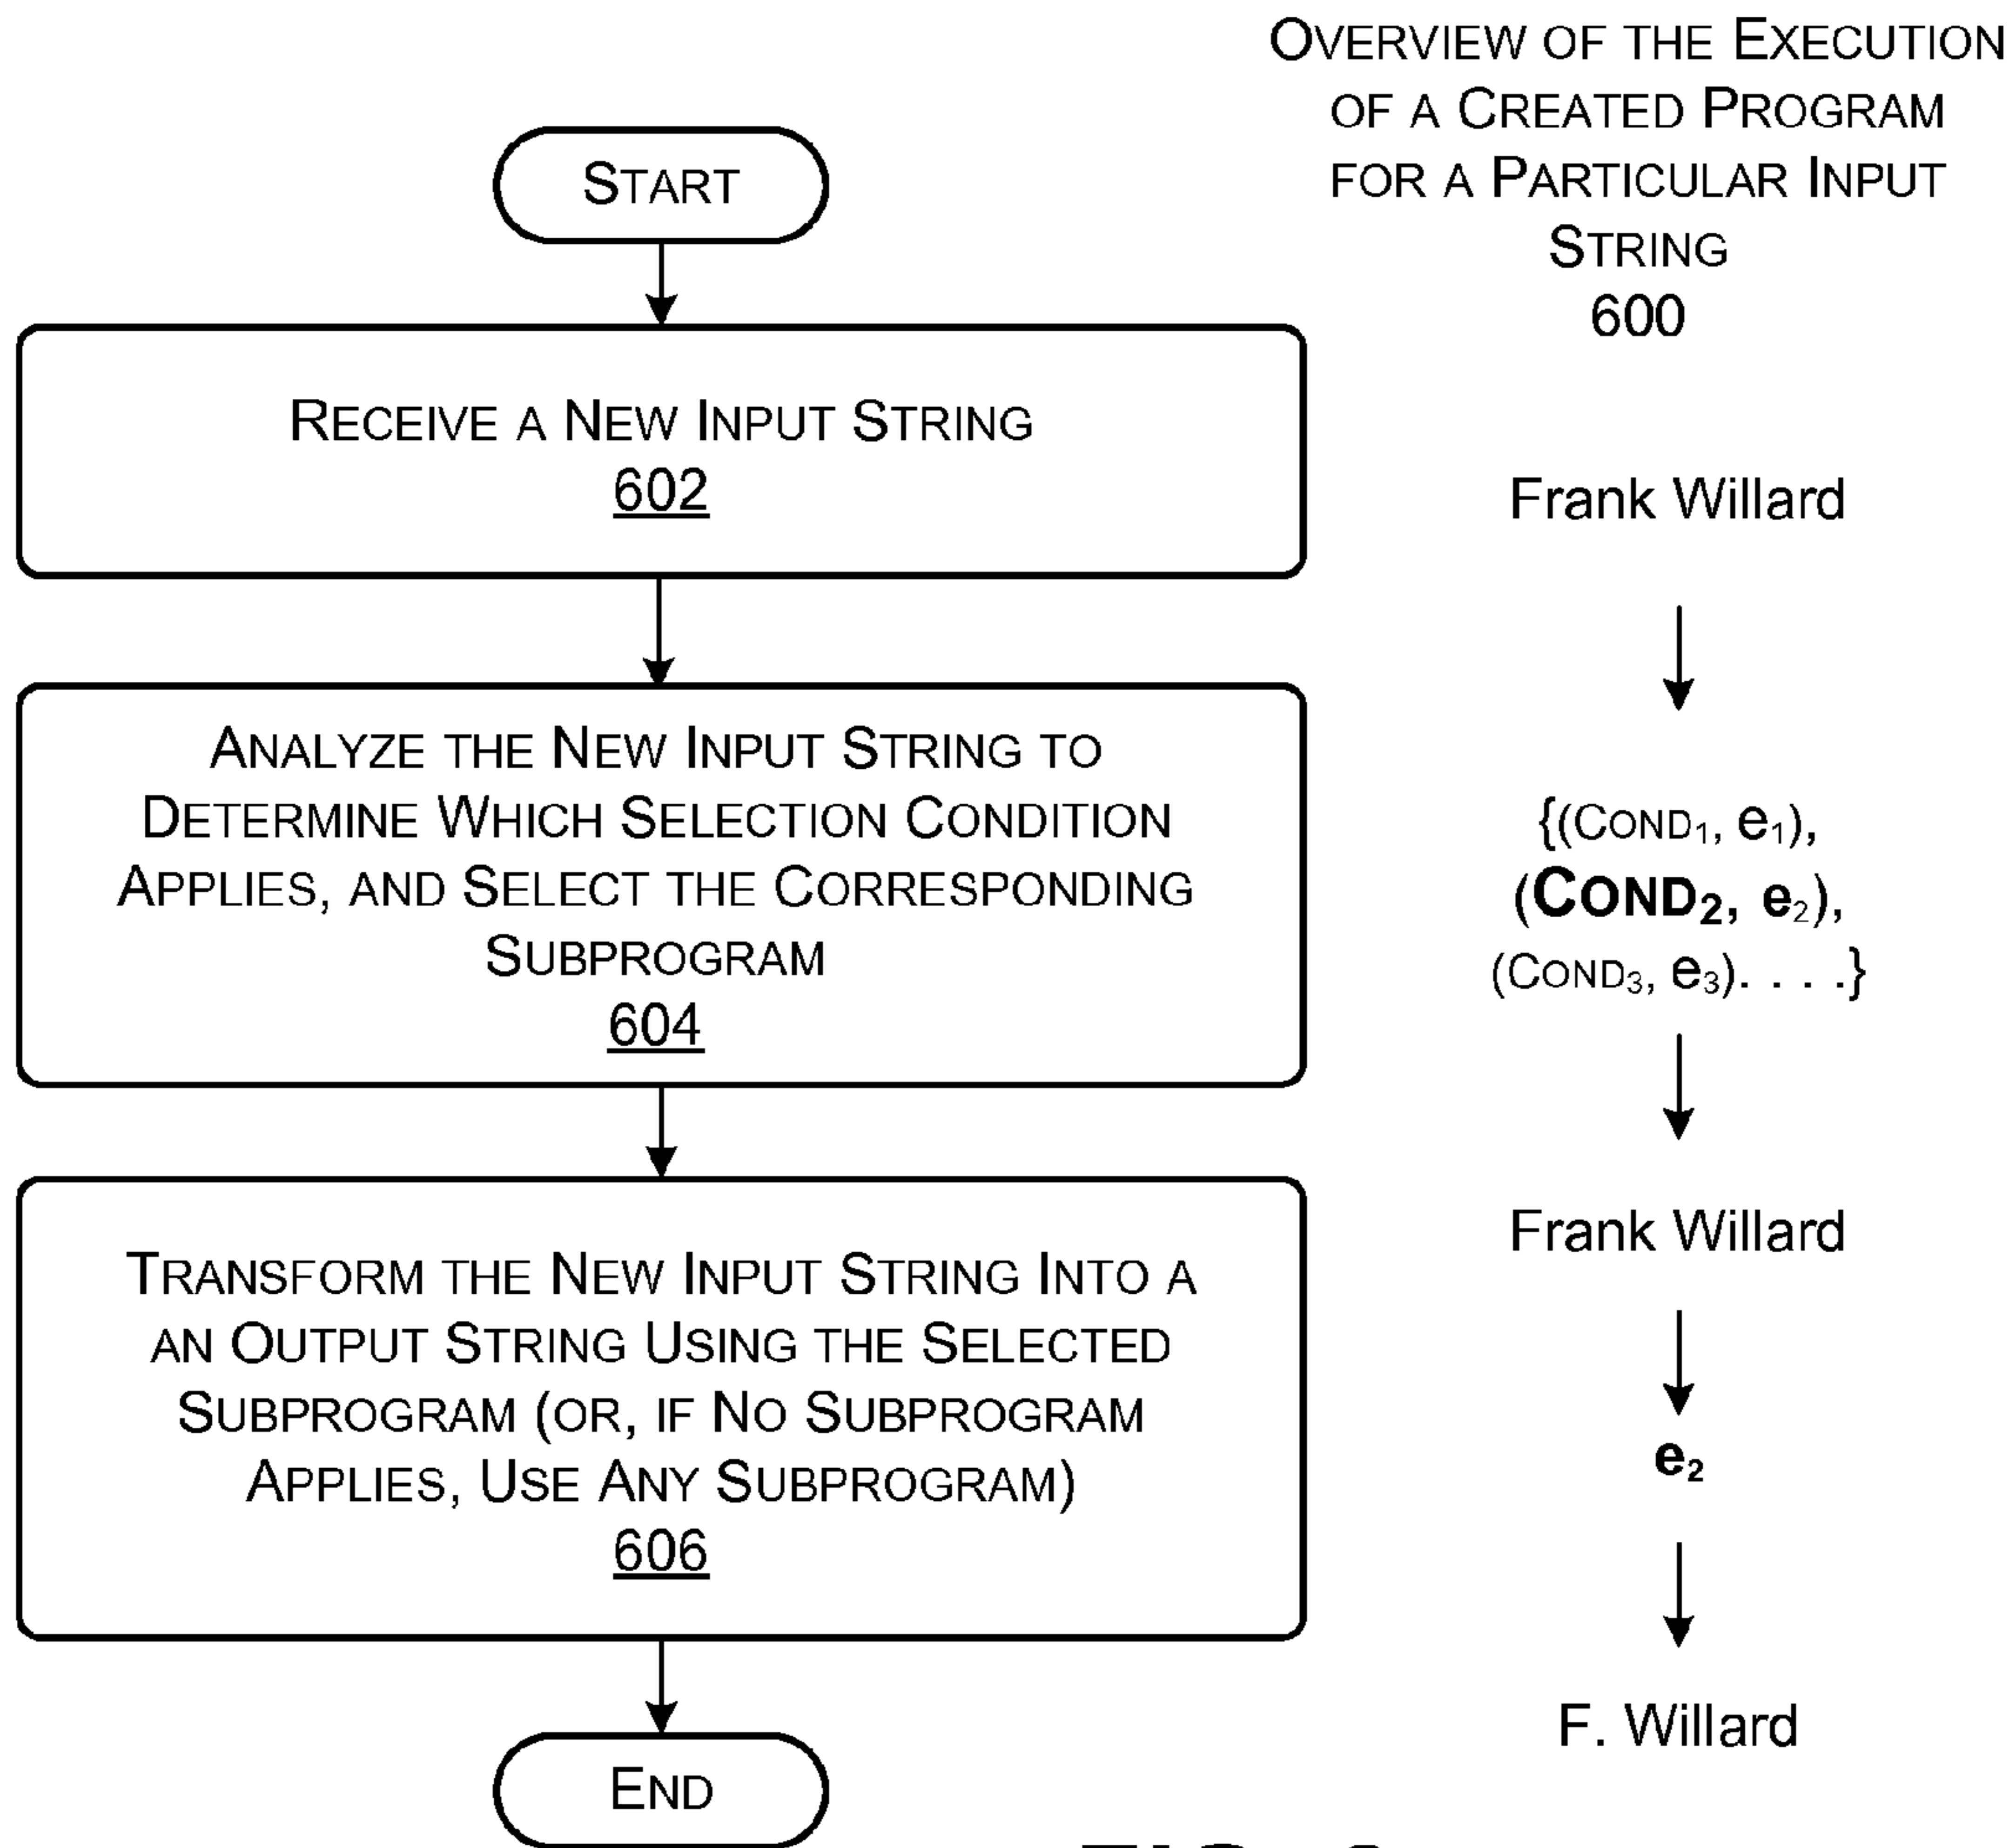 OVERVIEW OF THE EXECUTION
OF A CREATED PROGRAM
FOR A PARTICULAR INPUT
STRING
600
START
RECEIVE A NEW INPUT STRING
602
Frank Willard
ANALYZE THE NEW INPUT STRING TO
DETERMINE WHICH SELECTION CONDITION
APPLIES, AND SELECT THE CORRESPONDING
SUBPROGRAM
604
{(COND₁, e₁),
(COND₂, e₂),
(COND₃, e₃). . . .}
TRANSFORM THE NEW INPUT STRING INTO A
AN OUTPUT STRING USING THE SELECTED
SUBPROGRAM (OR, IF NO SUBPROGRAM
APPLIES, USE ANY SUBPROGRAM)
606
Frank Willard
e₂
F. Willard
END